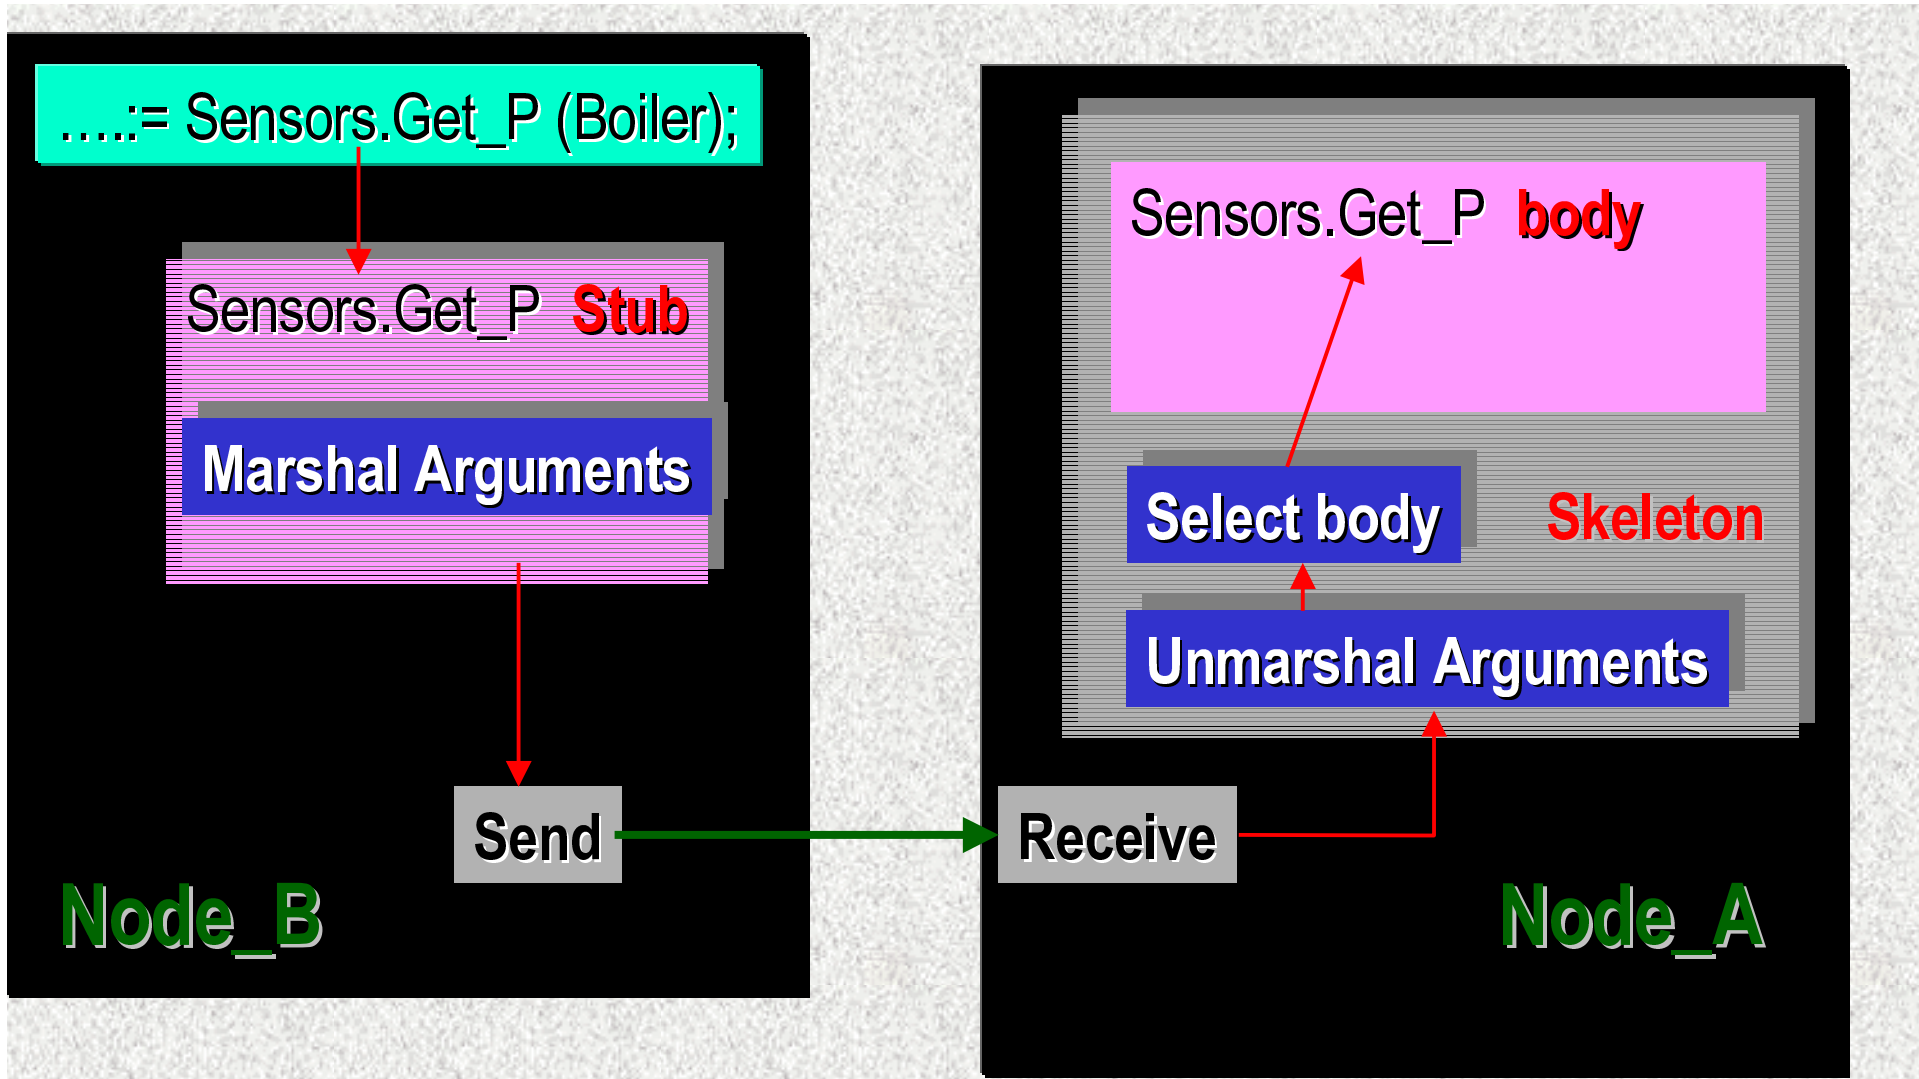 .....:= Sensors.Get_P (Boiler);
Sensors.Get_P Stub
Marshal Arguments
Send
Node_B
Sensors.Get_P body
Select body
Skeleton
Unmarshal Arguments
Receive
Node_A